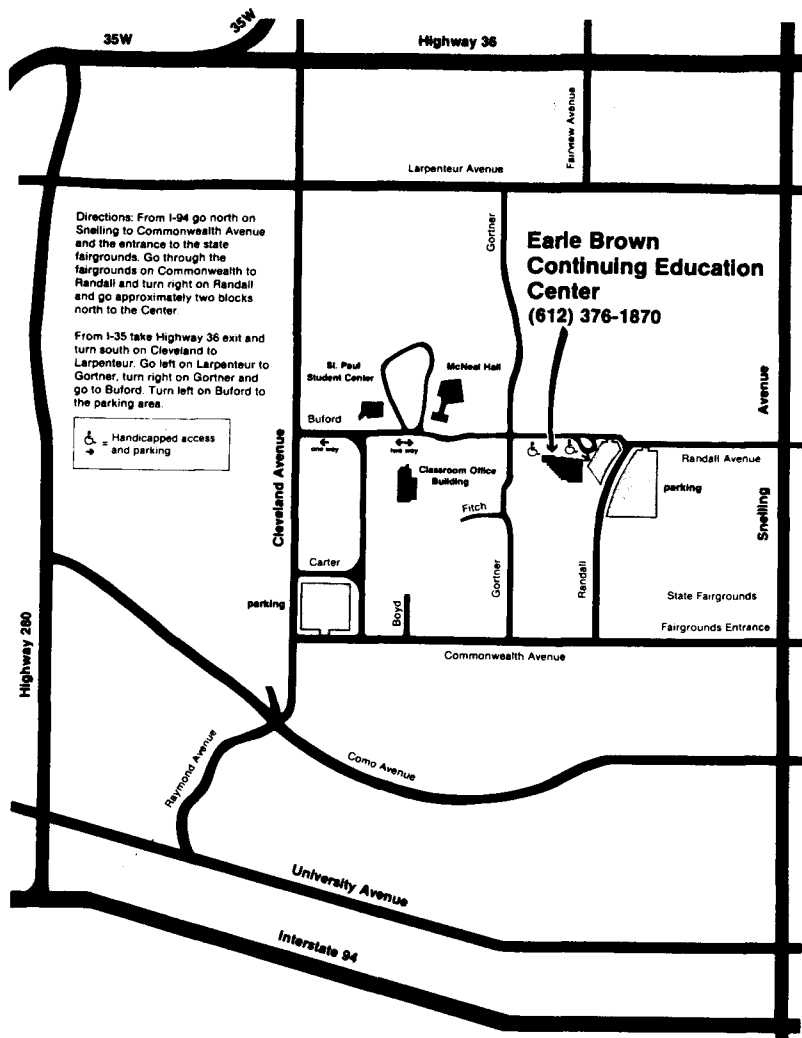 35W
35W
Highway 36
Fairview Avenue
Larpenteur Avenue
Directions: From I-94 go north on
Snelling to Commonwealth Avenue
and the entrance to the state
fairgrounds. Go through the
fairgrounds on Commonwealth to
Randall and turn right on Randall
and go approximately two blocks
north to the Center.
From I-35 take Highway 36 exit and
turn south on Cleveland to
Larpenteur. Go left on Larpenteur to
Gortner, turn right on Gortner and
go to Buford. Turn left on Buford to
the parking area.
= Handicapped access
→ and parking
Gortner
Earle Brown
Continuing Education
Center
(612) 376-1870
St. Paul
Student Center
McNeal Hall
Buford
← one way
↔ two way
Classroom Office
Building
Cleveland Avenue
Snelling Avenue
Randall Avenue
parking
Fitch
Carter
parking
Boyd
Gortner
Randall
State Fairgrounds
Fairgrounds Entrance
Commonwealth Avenue
Highway 280
Raymond Avenue
Como Avenue
University Avenue
Interstate 94